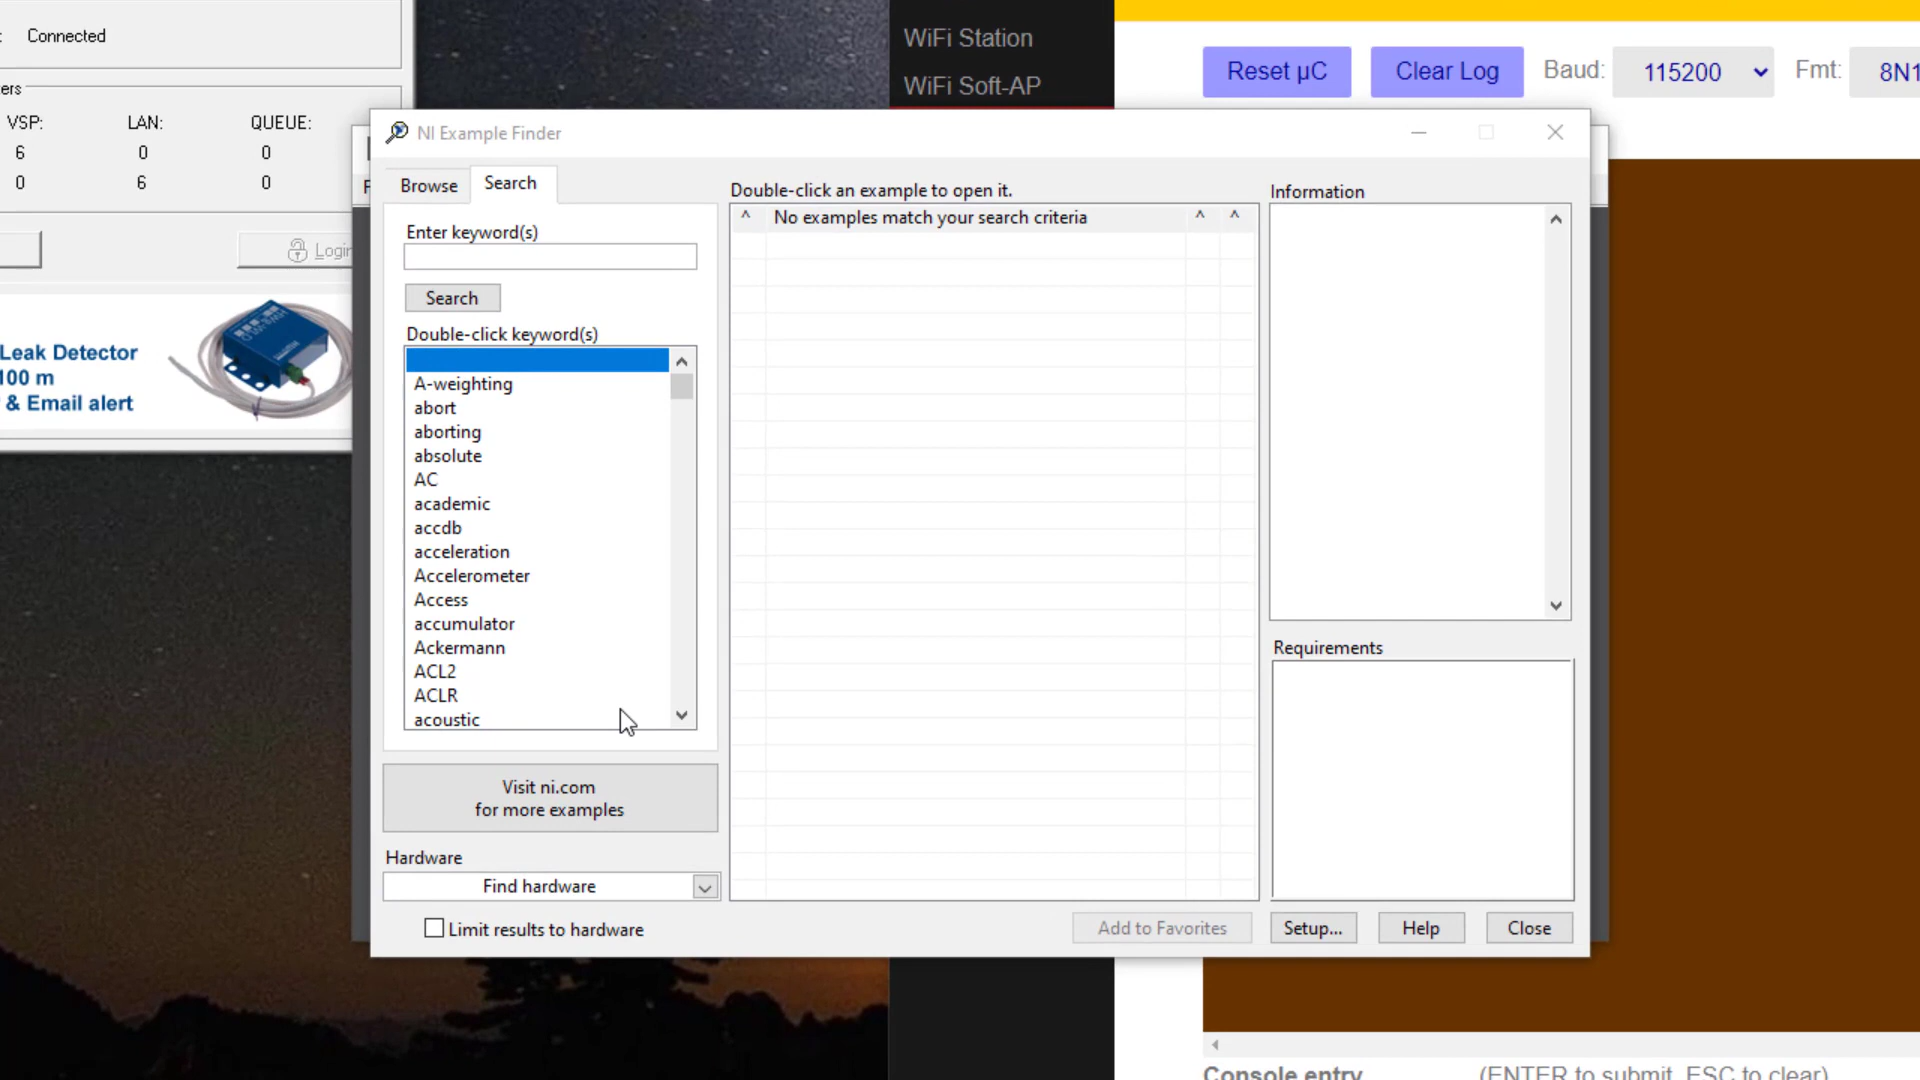 Connected
VSP: LAN: QUEUE:
6 0 0
0 6 0
Login
Leak Detector
100 m
& Email alert
WiFi Station
WiFi Soft-AP
Reset µC
Clear Log
Baud: 115200
Fmt: 8N1
NI Example Finder
Browse
Search
Enter keyword(s)
Search
Double-click keyword(s)
A-weighting
abort
aborting
absolute
AC
academic
accdb
acceleration
Accelerometer
Access
accumulator
Ackermann
ACL2
ACLR
acoustic
Visit ni.com
for more examples
Hardware
Find hardware
Limit results to hardware
Double-click an example to open it.
No examples match your search criteria
Information
Requirements
Add to Favorites
Setup...
Help
Close
Console entry (ENTER to submit, ESC to clear)